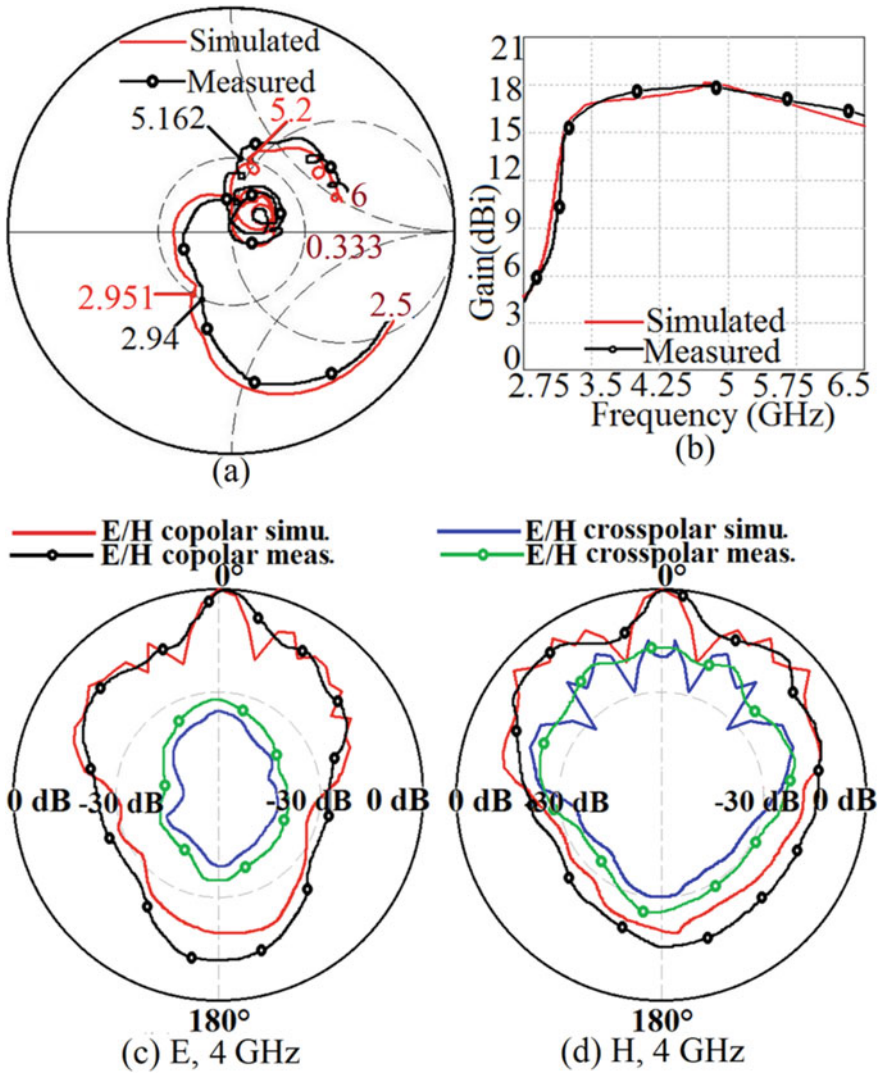 Simulated
Measured
5.162
5.2
6
0.333
2.951
2.94
2.5
(a)
21
18
15
12
9
6
3
0
Gain(dBi)
Simulated
Measured
2.75 3.5 4.25 5 5.75 6.5
Frequency (GHz)
(b)
E/H copolar simu.
E/H copolar meas.
E/H crosspolar simu.
E/H crosspolar meas.
0°
0 dB -30 dB -30 dB 0 dB
180°
(c) E, 4 GHz
0°
0 dB -30 dB -30 dB 0 dB
180°
(d) H, 4 GHz